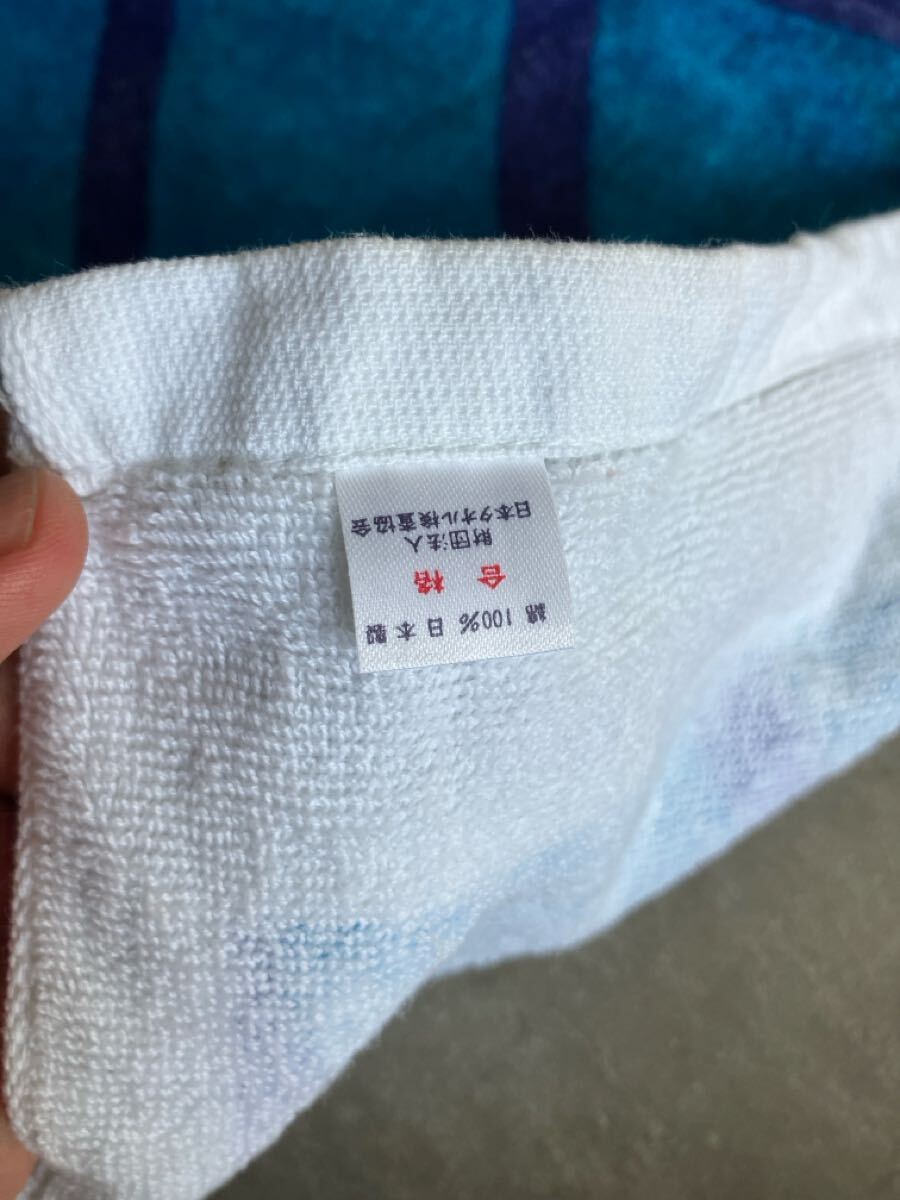 綿 100% 日本製
合格
財団法人
日本タオル検査協会